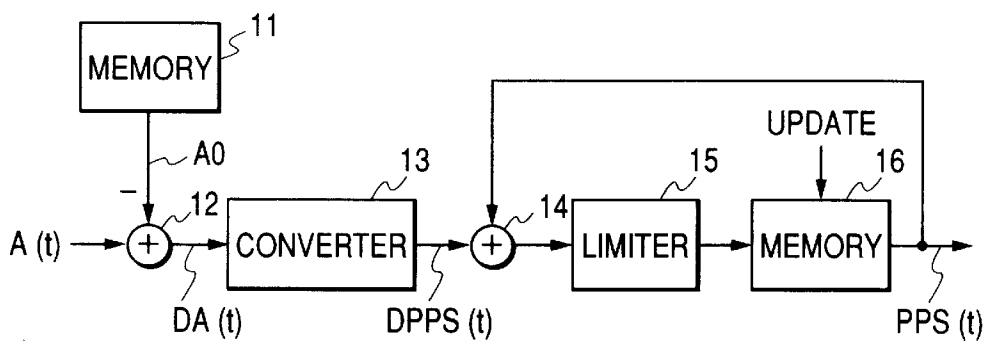 11
MEMORY
A0
−
12
A (t)
+
DA (t)
13
CONVERTER
DPPS (t)
14
+
15
LIMITER
UPDATE
16
MEMORY
PPS (t)